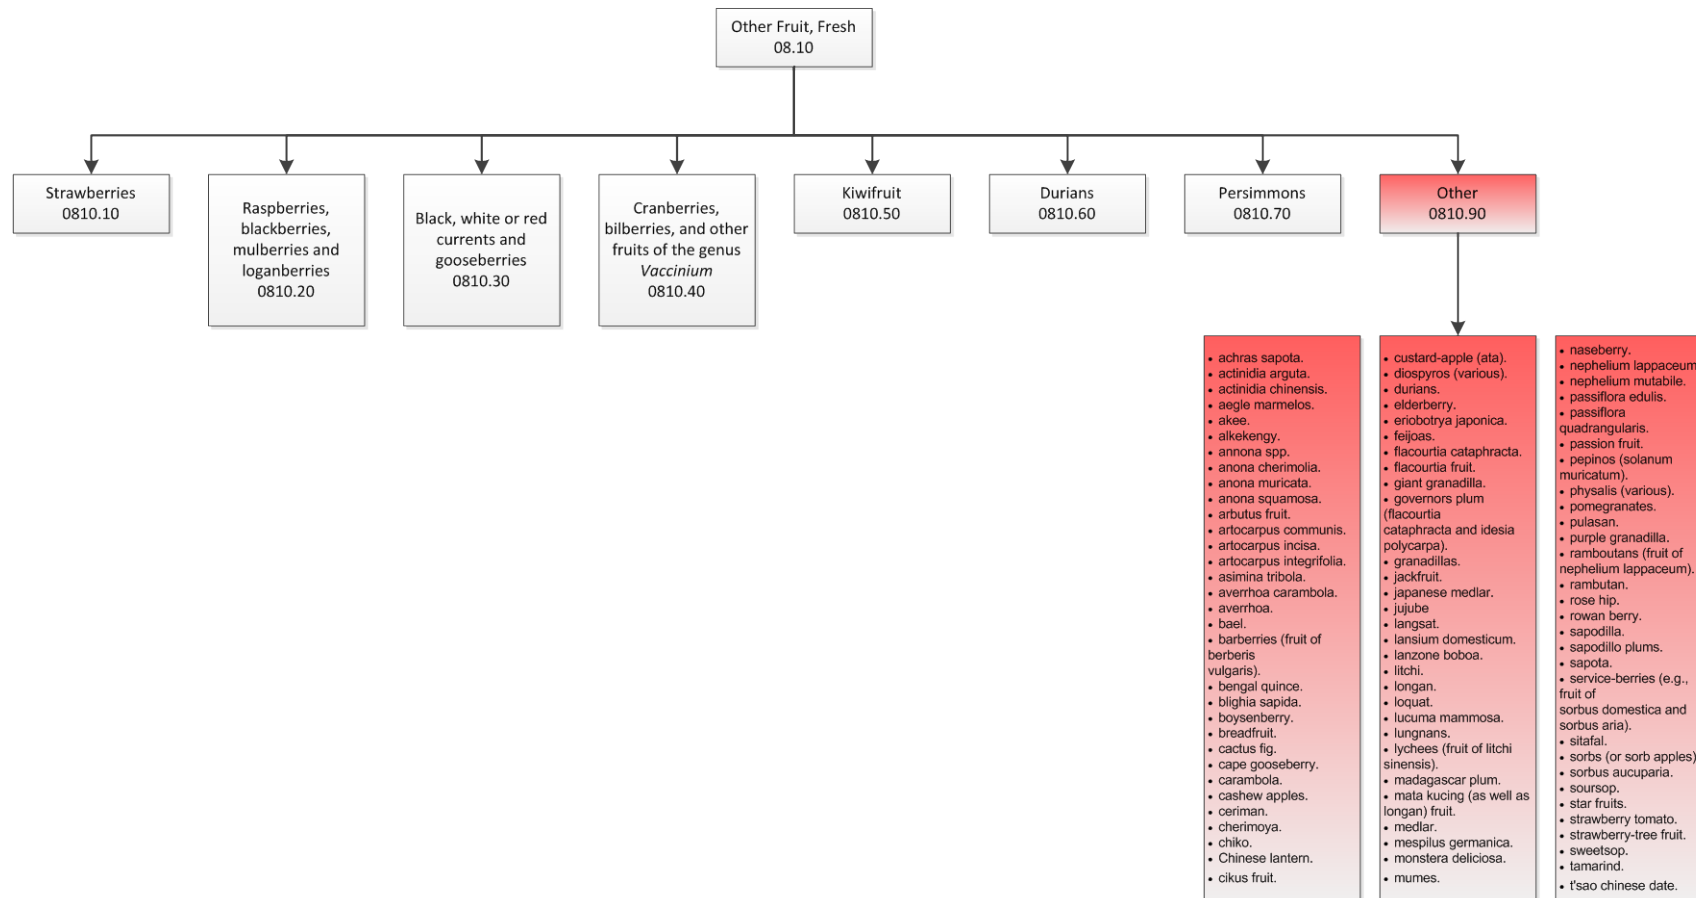 Other Fruit, Fresh
08.10
Strawberries
0810.10
Raspberries,
blackberries,
mulberries and
loganberries
0810.20
Black, white or red
currents and
gooseberries
0810.30
Cranberries,
bilberries, and other
fruits of the genus
Vaccinium
0810.40
Kiwifruit
0810.50
Durians
0810.60
Persimmons
0810.70
Other
0810.90
• achras sapota.
• actinidia arguta.
• actinidia chinensis.
• aegle marmelos.
• akee.
• alkekengy.
• annona spp.
• anona cherimolia.
• anona muricata.
• anona squamosa.
• arbutus fruit.
• artocarpus communis.
• artocarpus incisa.
• artocarpus integrifolia.
• asimina tribola.
• averrhoa carambola.
• averrhoa.
• bael.
• barberries (fruit of
berberis
vulgaris).
• bengal quince.
• blighia sapida.
• boysenberry.
• breadfruit.
• cactus fig.
• cape gooseberry.
• carambola.
• cashew apples.
• ceriman.
• cherimoya.
• chiko.
• Chinese lantern.
• cikus fruit.
• custard-apple (ata).
• diospyros (various).
• durians.
• elderberry.
• eriobotrya japonica.
• feijoas.
• flacourtia cataphracta.
• flacourtia fruit.
• giant granadilla.
• governors plum
(flacourtia
cataphracta and idesia
polycarpa).
• granadillas.
• jackfruit.
• japanese medlar.
• jujube
• langsat.
• lansium domesticum.
• lanzone boboa.
• litchi.
• longan.
• loquat.
• lucuma mammosa.
• lungnans.
• lychees (fruit of litchi
sinensis).
• madagascar plum.
• mata kucing (as well as
longan) fruit.
• medlar.
• mespilus germanica.
• monstera deliciosa.
• mumes.
• naseberry.
• nephelium lappaceum
• nephelium mutabile.
• passiflora edulis.
• passiflora
quadrangularis.
• passion fruit.
• pepinos (solanum
muricatum).
• physalis (various).
• pomegranates.
• pulasan.
• purple granadilla.
• ramboutans (fruit of
nephelium lappaceum).
• rambutan.
• rose hip.
• rowan berry.
• sapodilla.
• sapodillo plums.
• sapota.
• service-berries (e.g.,
fruit of
sorbus domestica and
sorbus aria).
• sitafal.
• sorbs (or sorb apples)
• sorbus aucuparia.
• soursop.
• star fruits.
• strawberry tomato.
• strawberry-tree fruit.
• sweetsop.
• tamarind.
• t'sao chinese date.